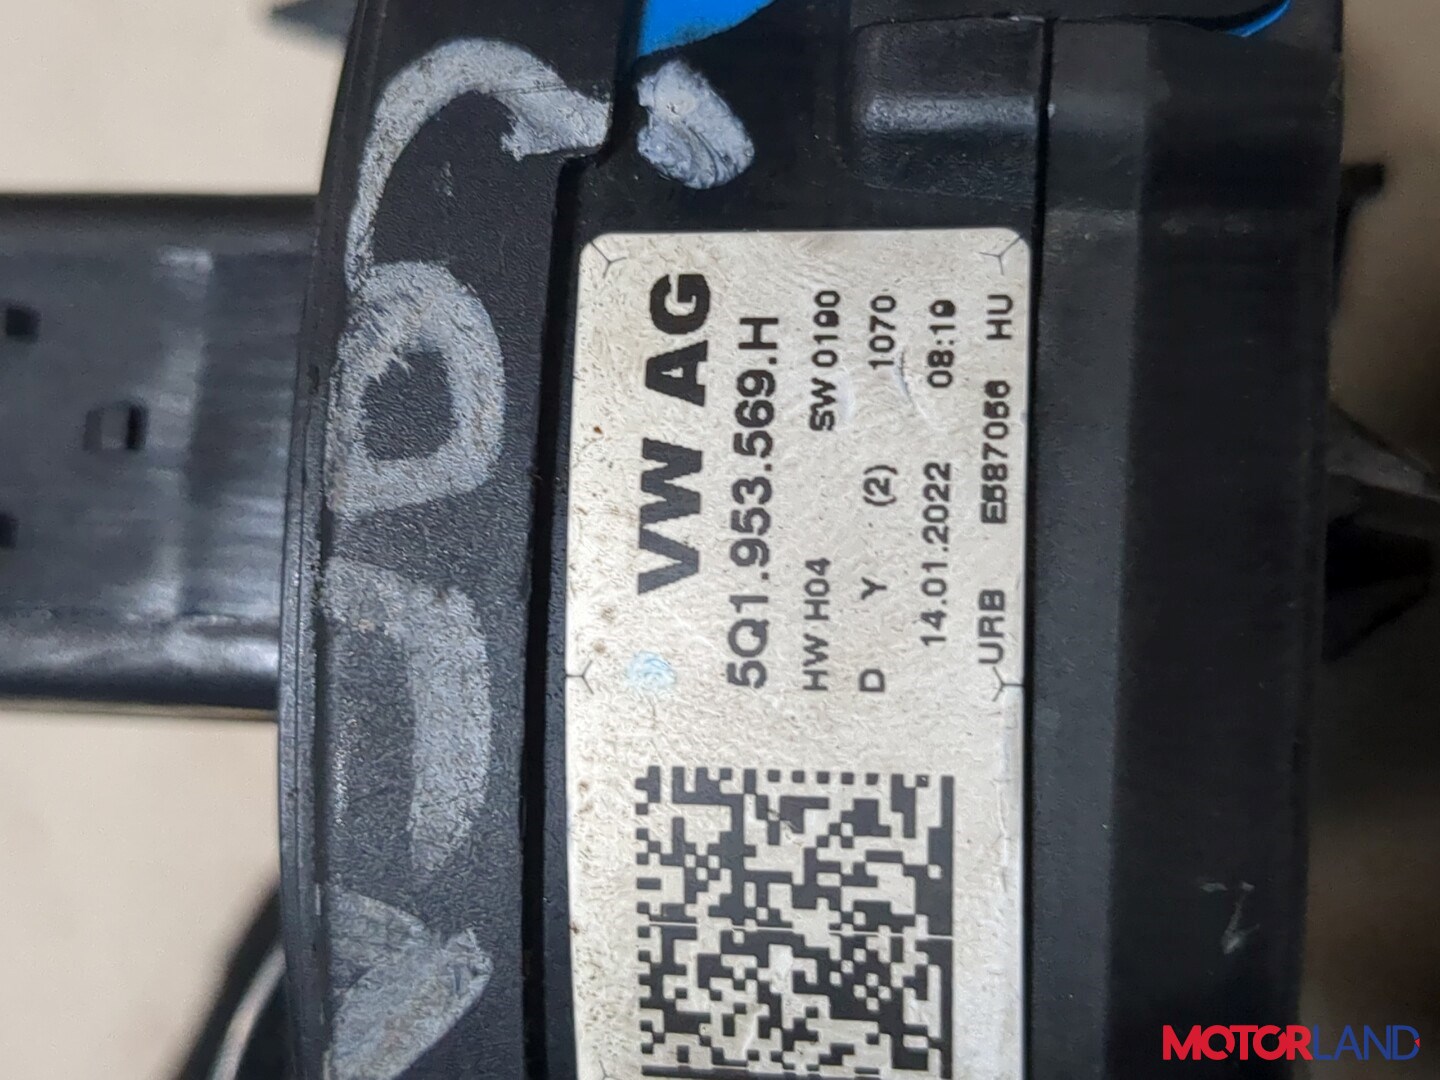 VW AG
5Q1.953.569.H
HW H04 SW 0100
D Y (2) 1070
14.01.2022 08:19
URB E587056 HU
MOTORLAND